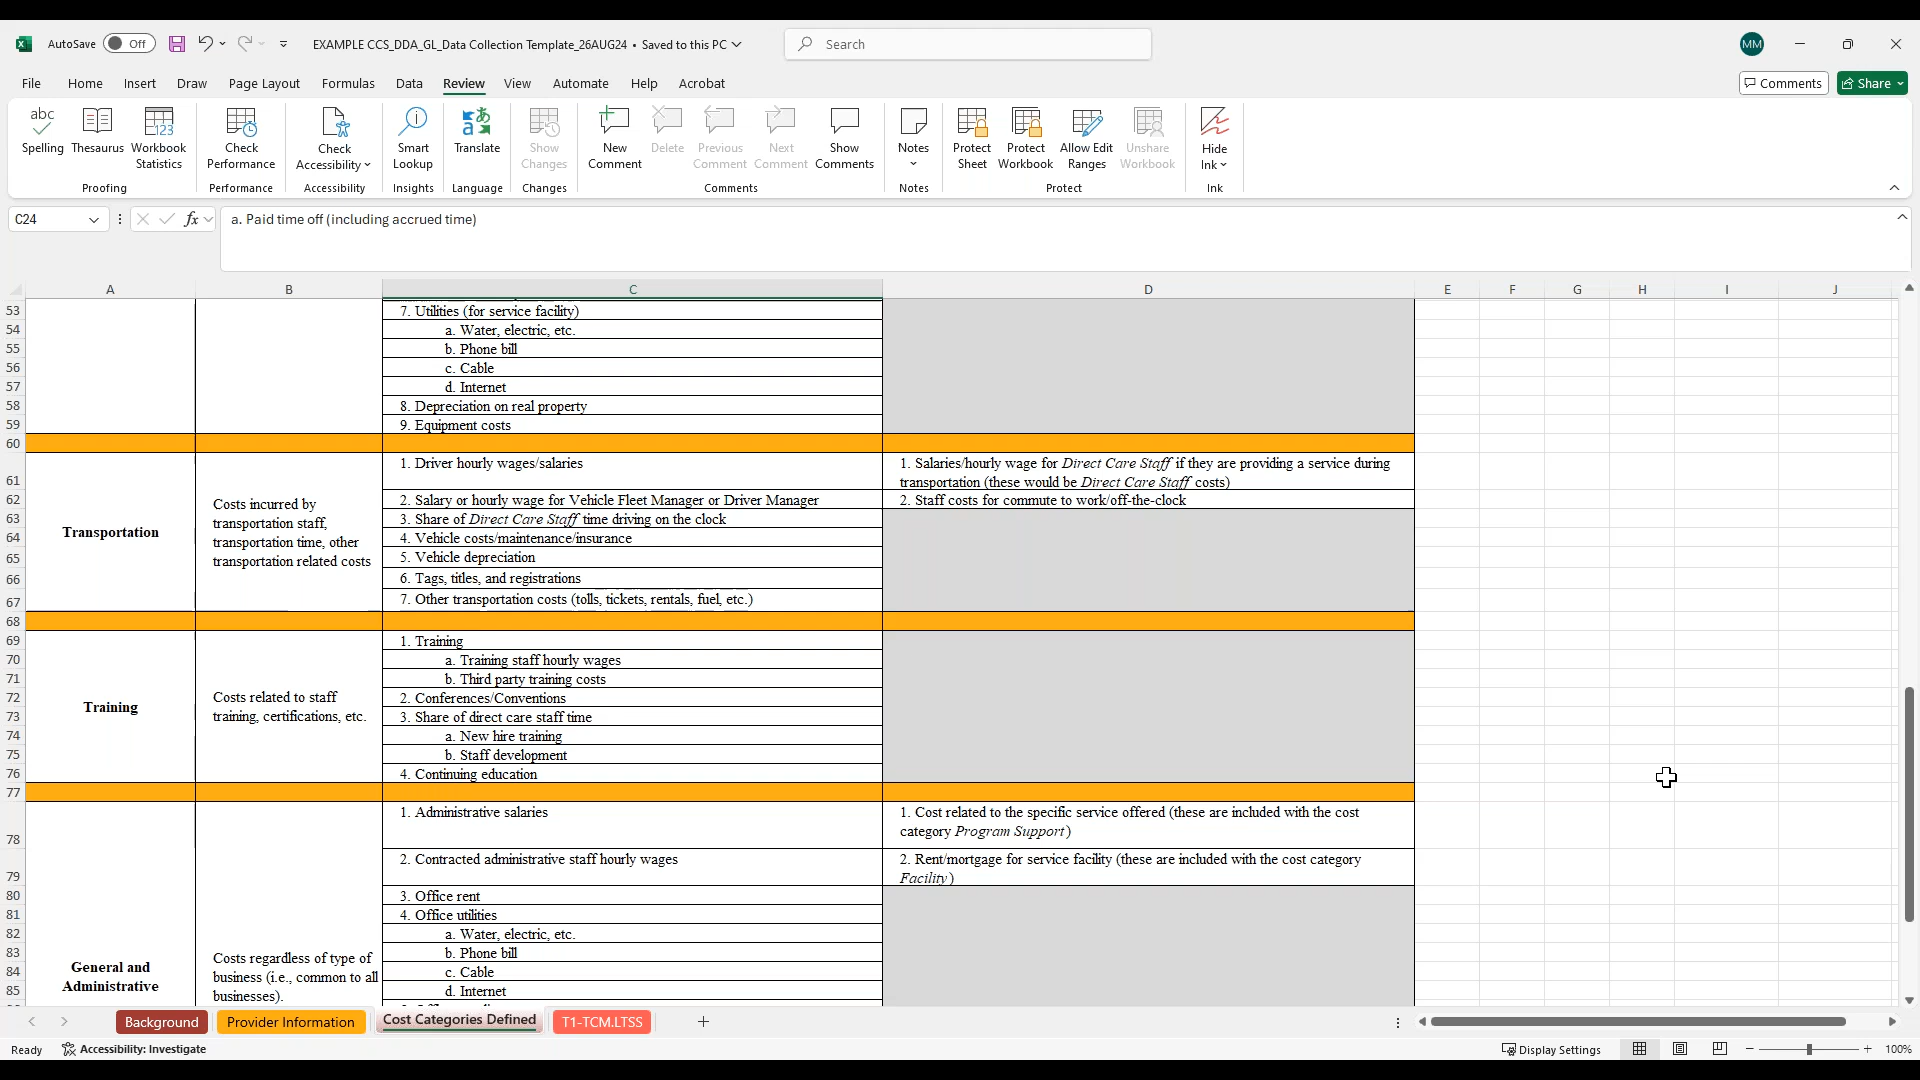 AutoSave Off EXAMPLE CCS_DDA_GL_Data Collection Template_26AUG24 • Saved to this PC Search MM
File Home Insert Draw Page Layout Formulas Data Review View Automate Help Acrobat Comments Share
abc
Spelling Thesaurus Workbook Statistics
Proofing
Check Performance
Performance
Check Accessibility
Accessibility
Smart Lookup
Insights
Translate
Language
Show Changes
Changes
New Comment Delete Previous Comment Next Comment Show Comments
Comments
Notes
Notes
Protect Sheet Protect Workbook Allow Edit Ranges Unshare Workbook
Protect
Hide Ink
Ink
C24 fx a. Paid time off (including accrued time)
A B C D E F G H I J
53 7. Utilities (for service facility)
54 a. Water, electric, etc.
55 b. Phone bill
56 c. Cable
57 d. Internet
58 8. Depreciation on real property
59 9. Equipment costs
60
Transportation
Costs incurred by
transportation staff,
transportation time, other
transportation related costs
61 1. Driver hourly wages/salaries
1. Salaries/hourly wage for Direct Care Staff if they are providing a service during
transportation (these would be Direct Care Staff costs)
62 2. Salary or hourly wage for Vehicle Fleet Manager or Driver Manager
2. Staff costs for commute to work/off-the-clock
63 3. Share of Direct Care Staff time driving on the clock
64 4. Vehicle costs/maintenance/insurance
65 5. Vehicle depreciation
66 6. Tags, titles, and registrations
67 7. Other transportation costs (tolls, tickets, rentals, fuel, etc.)
68
Training
Costs related to staff
training, certifications, etc.
69 1. Training
70 a. Training staff hourly wages
71 b. Third party training costs
72 2. Conferences/Conventions
73 3. Share of direct care staff time
74 a. New hire training
75 b. Staff development
76 4. Continuing education
77
General and
Administrative
Costs regardless of type of
business (i.e., common to all
businesses).
78 1. Administrative salaries
1. Cost related to the specific service offered (these are included with the cost
category Program Support)
79 2. Contracted administrative staff hourly wages
2. Rent/mortgage for service facility (these are included with the cost category
Facility)
80 3. Office rent
81 4. Office utilities
82 a. Water, electric, etc.
83 b. Phone bill
84 c. Cable
85 d. Internet
Background Provider Information Cost Categories Defined T1-TCM.LTSS
Ready Accessibility: Investigate Display Settings 100%